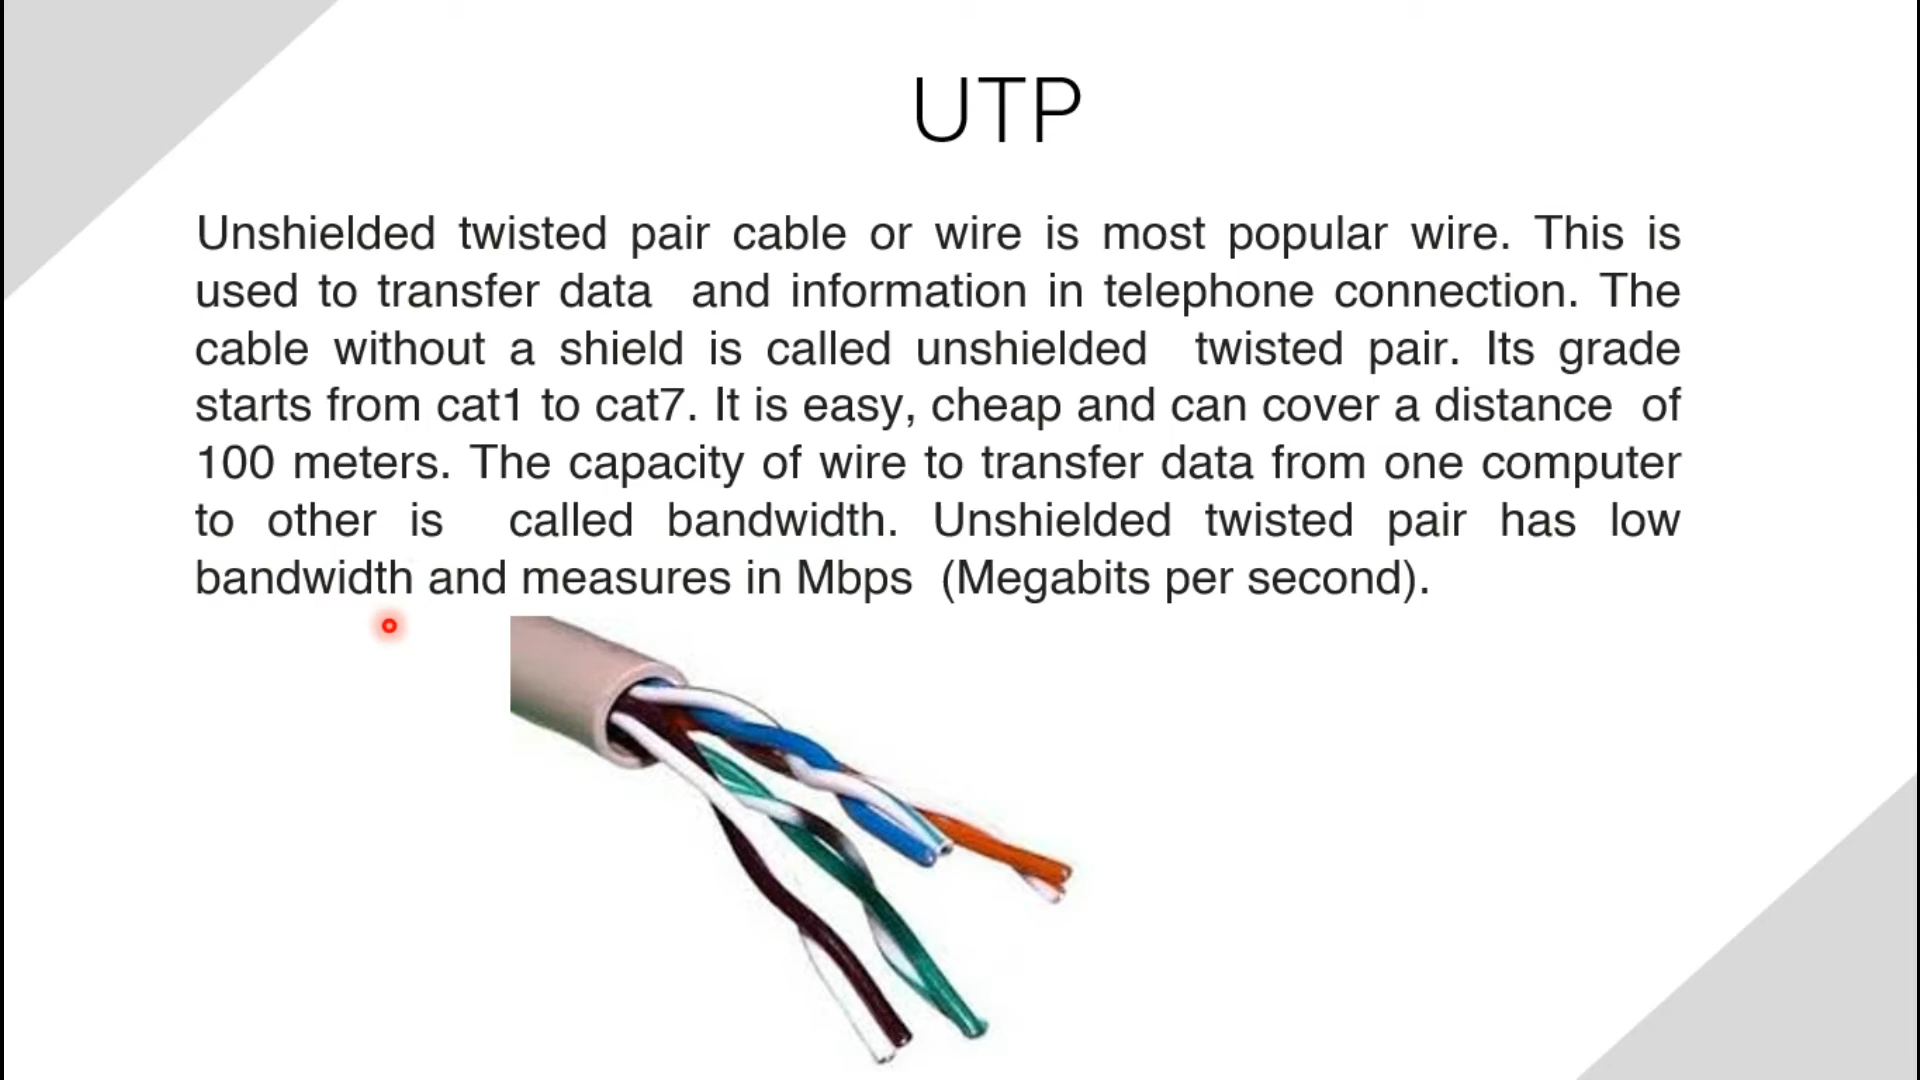 UTP
Unshielded twisted pair cable or wire is most popular wire. This is
used to transfer data and information in telephone connection. The
cable without a shield is called unshielded twisted pair. Its grade
starts from cat1 to cat7. It is easy, cheap and can cover a distance of
100 meters. The capacity of wire to transfer data from one computer
to other is called bandwidth. Unshielded twisted pair has low
bandwidth and measures in Mbps (Megabits per second).